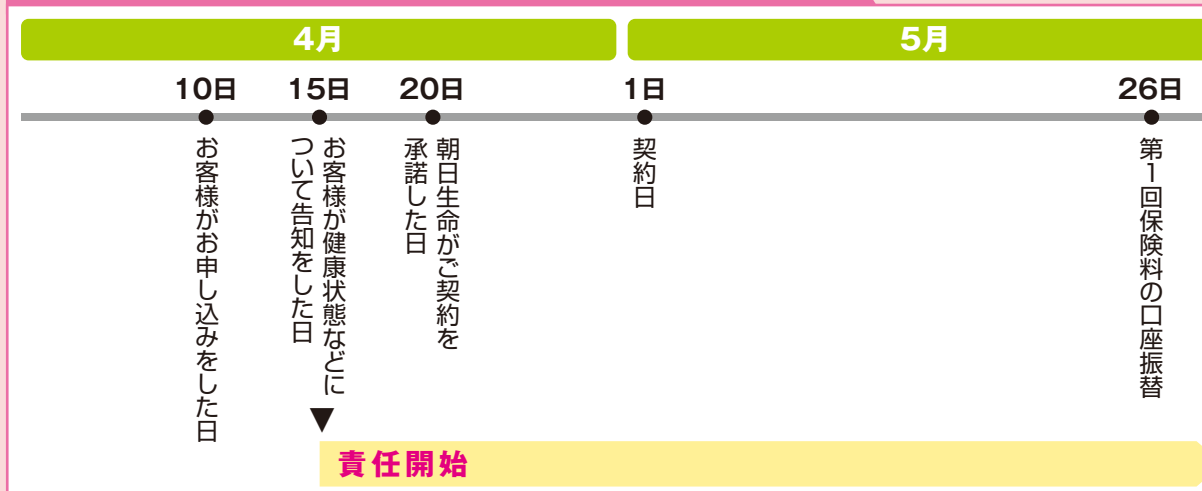 4月
5月
10日
15日
20日
1日
26日
お客様がお申し込みをした日
お客様が健康状態などに
ついて告知をした日
朝日生命がご契約を
承諾した日
契約日
第1回保険料の口座振替
責任開始